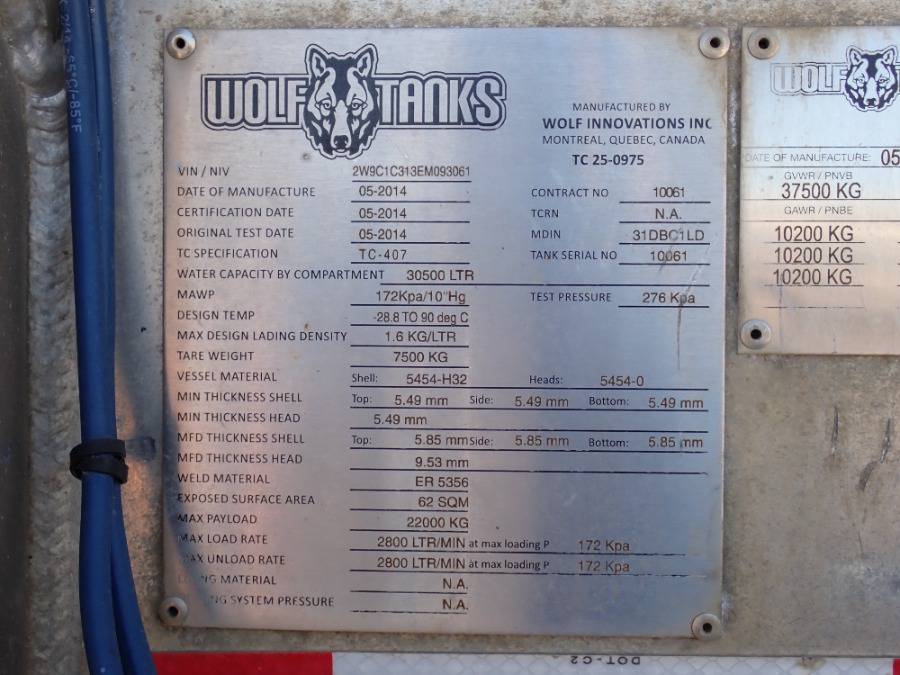 WOLF TANKS
MANUFACTURED BY
WOLF INNOVATIONS INC
MONTREAL, QUEBEC, CANADA
TC 25-0975
VIN / NIV 2W9C1C313EM093061
DATE OF MANUFACTURE 05-2014 CONTRACT NO 10061
CERTIFICATION DATE 05-2014 TCRN N.A.
ORIGINAL TEST DATE 05-2014 MDIN 31DBC1LD
TC SPECIFICATION TC-407 TANK SERIAL NO 10061
WATER CAPACITY BY COMPARTMENT 30500 LTR
MAWP 172Kpa/10"Hg TEST PRESSURE 276 Kpa
DESIGN TEMP -28.8 TO 90 deg C
MAX DESIGN LADING DENSITY 1.6 KG/LTR
TARE WEIGHT 7500 KG
VESSEL MATERIAL Shell: 5454-H32 Heads: 5454-0
MIN THICKNESS SHELL Top: 5.49 mm Side: 5.49 mm Bottom: 5.49 mm
MIN THICKNESS HEAD 5.49 mm
MFD THICKNESS SHELL Top: 5.85 mm Side: 5.85 mm Bottom: 5.85 mm
MFD THICKNESS HEAD 9.53 mm
WELD MATERIAL ER 5356
EXPOSED SURFACE AREA 62 SQM
MAX PAYLOAD 22000 KG
MAX LOAD RATE 2800 LTR/MIN at max loading P 172 Kpa
MAX UNLOAD RATE 2800 LTR/MIN at max loading P 172 Kpa
MATERIAL N.A.
SYSTEM PRESSURE N.A.
WOLF
DATE OF MANUFACTURE: 05
GVWR / PNVB
37500 KG
GAWR / PNBE
10200 KG
10200 KG
10200 KG
DOT-C2